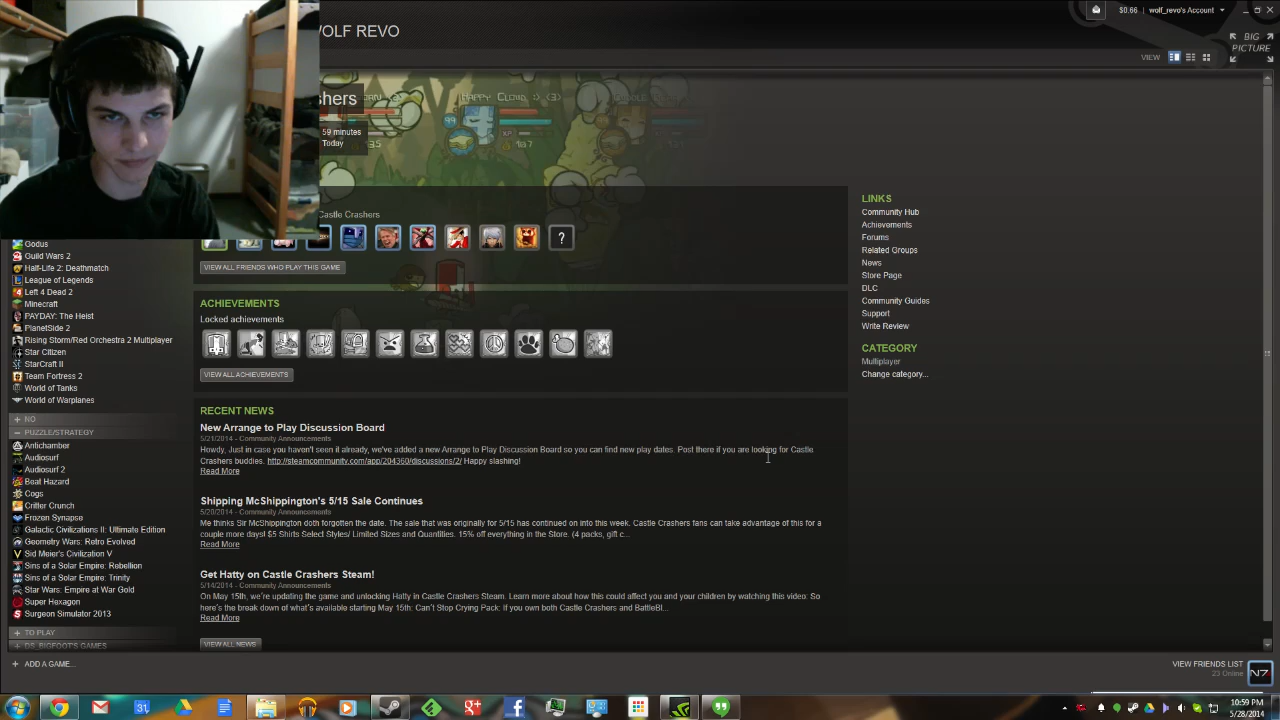 OLF REVO
$0.66
wolf_revo's Account
BIG PICTURE
VIEW
shers
HAPPY CLOWD
59 minutes
Today
99
XP
35
187
Castle Crashers
?
VIEW ALL FRIENDS WHO PLAY THIS GAME
ACHIEVEMENTS
Locked achievements
VIEW ALL ACHIEVEMENTS
RECENT NEWS
New Arrange to Play Discussion Board
5/21/2014 - Community Announcements
Howdy, Just in case you haven't seen it already, we've added a new Arrange to Play Discussion Board so you can find new play dates. Post there if you are looking for Castle
Crashers buddies. http://steamcommunity.com/app/204360/discussions/2/ Happy slashing!
Read More
Shipping McShippington's 5/15 Sale Continues
5/20/2014 - Community Announcements
Me thinks Sir McShippington doth forgotten the date. The sale that was originally for 5/15 has continued on into this week. Castle Crashers fans can take advantage of this for a
couple more days! $5 Shirts Select Styles/ Limited Sizes and Quantities. 15% off everything in the Store. (4 packs, gift c...
Read More
Get Hatty on Castle Crashers Steam!
5/14/2014 - Community Announcements
On May 15th, we're updating the game and unlocking Hatty in Castle Crashers Steam. Learn more about how this could affect you and your children by watching this video: So
here's the break down of what's available starting May 15th: Can't Stop Crying Pack: If you own both Castle Crashers and BattleBl...
Read More
VIEW ALL NEWS
LINKS
Community Hub
Achievements
Forums
Related Groups
News
Store Page
DLC
Community Guides
Support
Write Review
CATEGORY
Multiplayer
Change category...
Godus
Guild Wars 2
Half-Life 2: Deathmatch
League of Legends
Left 4 Dead 2
Minecraft
PAYDAY: The Heist
PlanetSide 2
Rising Storm/Red Orchestra 2 Multiplayer
Star Citizen
StarCraft II
Team Fortress 2
World of Tanks
World of Warplanes
+ NO
− PUZZLE/STRATEGY
Antichamber
Audiosurf
Audiosurf 2
Beat Hazard
Cogs
Critter Crunch
Frozen Synapse
Galactic Civilizations II: Ultimate Edition
Geometry Wars: Retro Evolved
Sid Meier's Civilization V
Sins of a Solar Empire: Rebellion
Sins of a Solar Empire: Trinity
Star Wars: Empire at War Gold
Super Hexagon
Surgeon Simulator 2013
+ TO PLAY
DS_BIGFOOT'S GAMES
+ ADD A GAME...
VIEW FRIENDS LIST
23 Online
N7
31
10:59 PM
5/28/2014